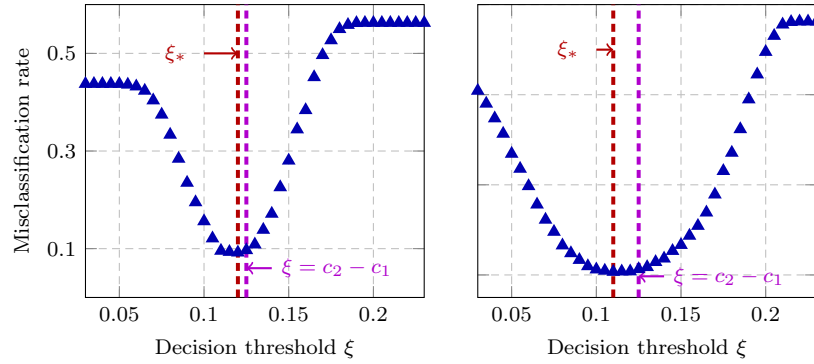 Misclassification rate
0.5
0.3
0.1
ξ*
ξ = c₂ − c₁
0.05 0.1 0.15 0.2
Decision threshold ξ
ξ*
ξ = c₂ − c₁
0.05 0.1 0.15 0.2
Decision threshold ξ